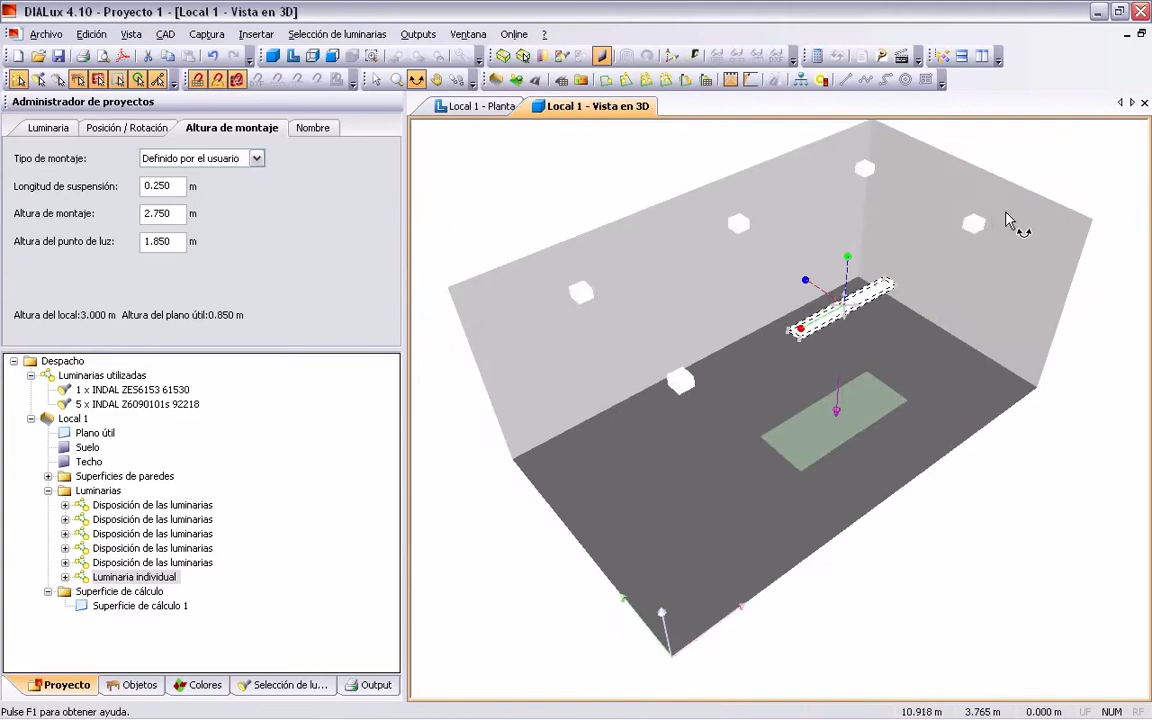 DIALux 4.10 - Proyecto 1 - [Local 1 - Vista en 3D]
Archivo Edición Vista CAD Captura Insertar Selección de luminarias Outputs Ventana Online ?
Administrador de proyectos
Local 1 - Planta Local 1 - Vista en 3D
Luminaria Posición / Rotación Altura de montaje Nombre
Tipo de montaje: Definido por el usuario
Longitud de suspensión: 0.250 m
Altura de montaje: 2.750 m
Altura del punto de luz: 1.850 m
Altura del local:3.000 m Altura del plano útil:0.850 m
Despacho
Luminarias utilizadas
1 x INDAL ZES6153 61530
5 x INDAL Z6090101s 92218
Local 1
Plano útil
Suelo
Techo
Superficies de paredes
Luminarias
Disposición de las luminarias
Disposición de las luminarias
Disposición de las luminarias
Disposición de las luminarias
Disposición de las luminarias
Luminaria individual
Superficie de cálculo
Superficie de cálculo 1
Proyecto Objetos Colores Selección de lu... Output
Pulse F1 para obtener ayuda. 10.918 m 3.765 m 0.000 m UF NUM RF